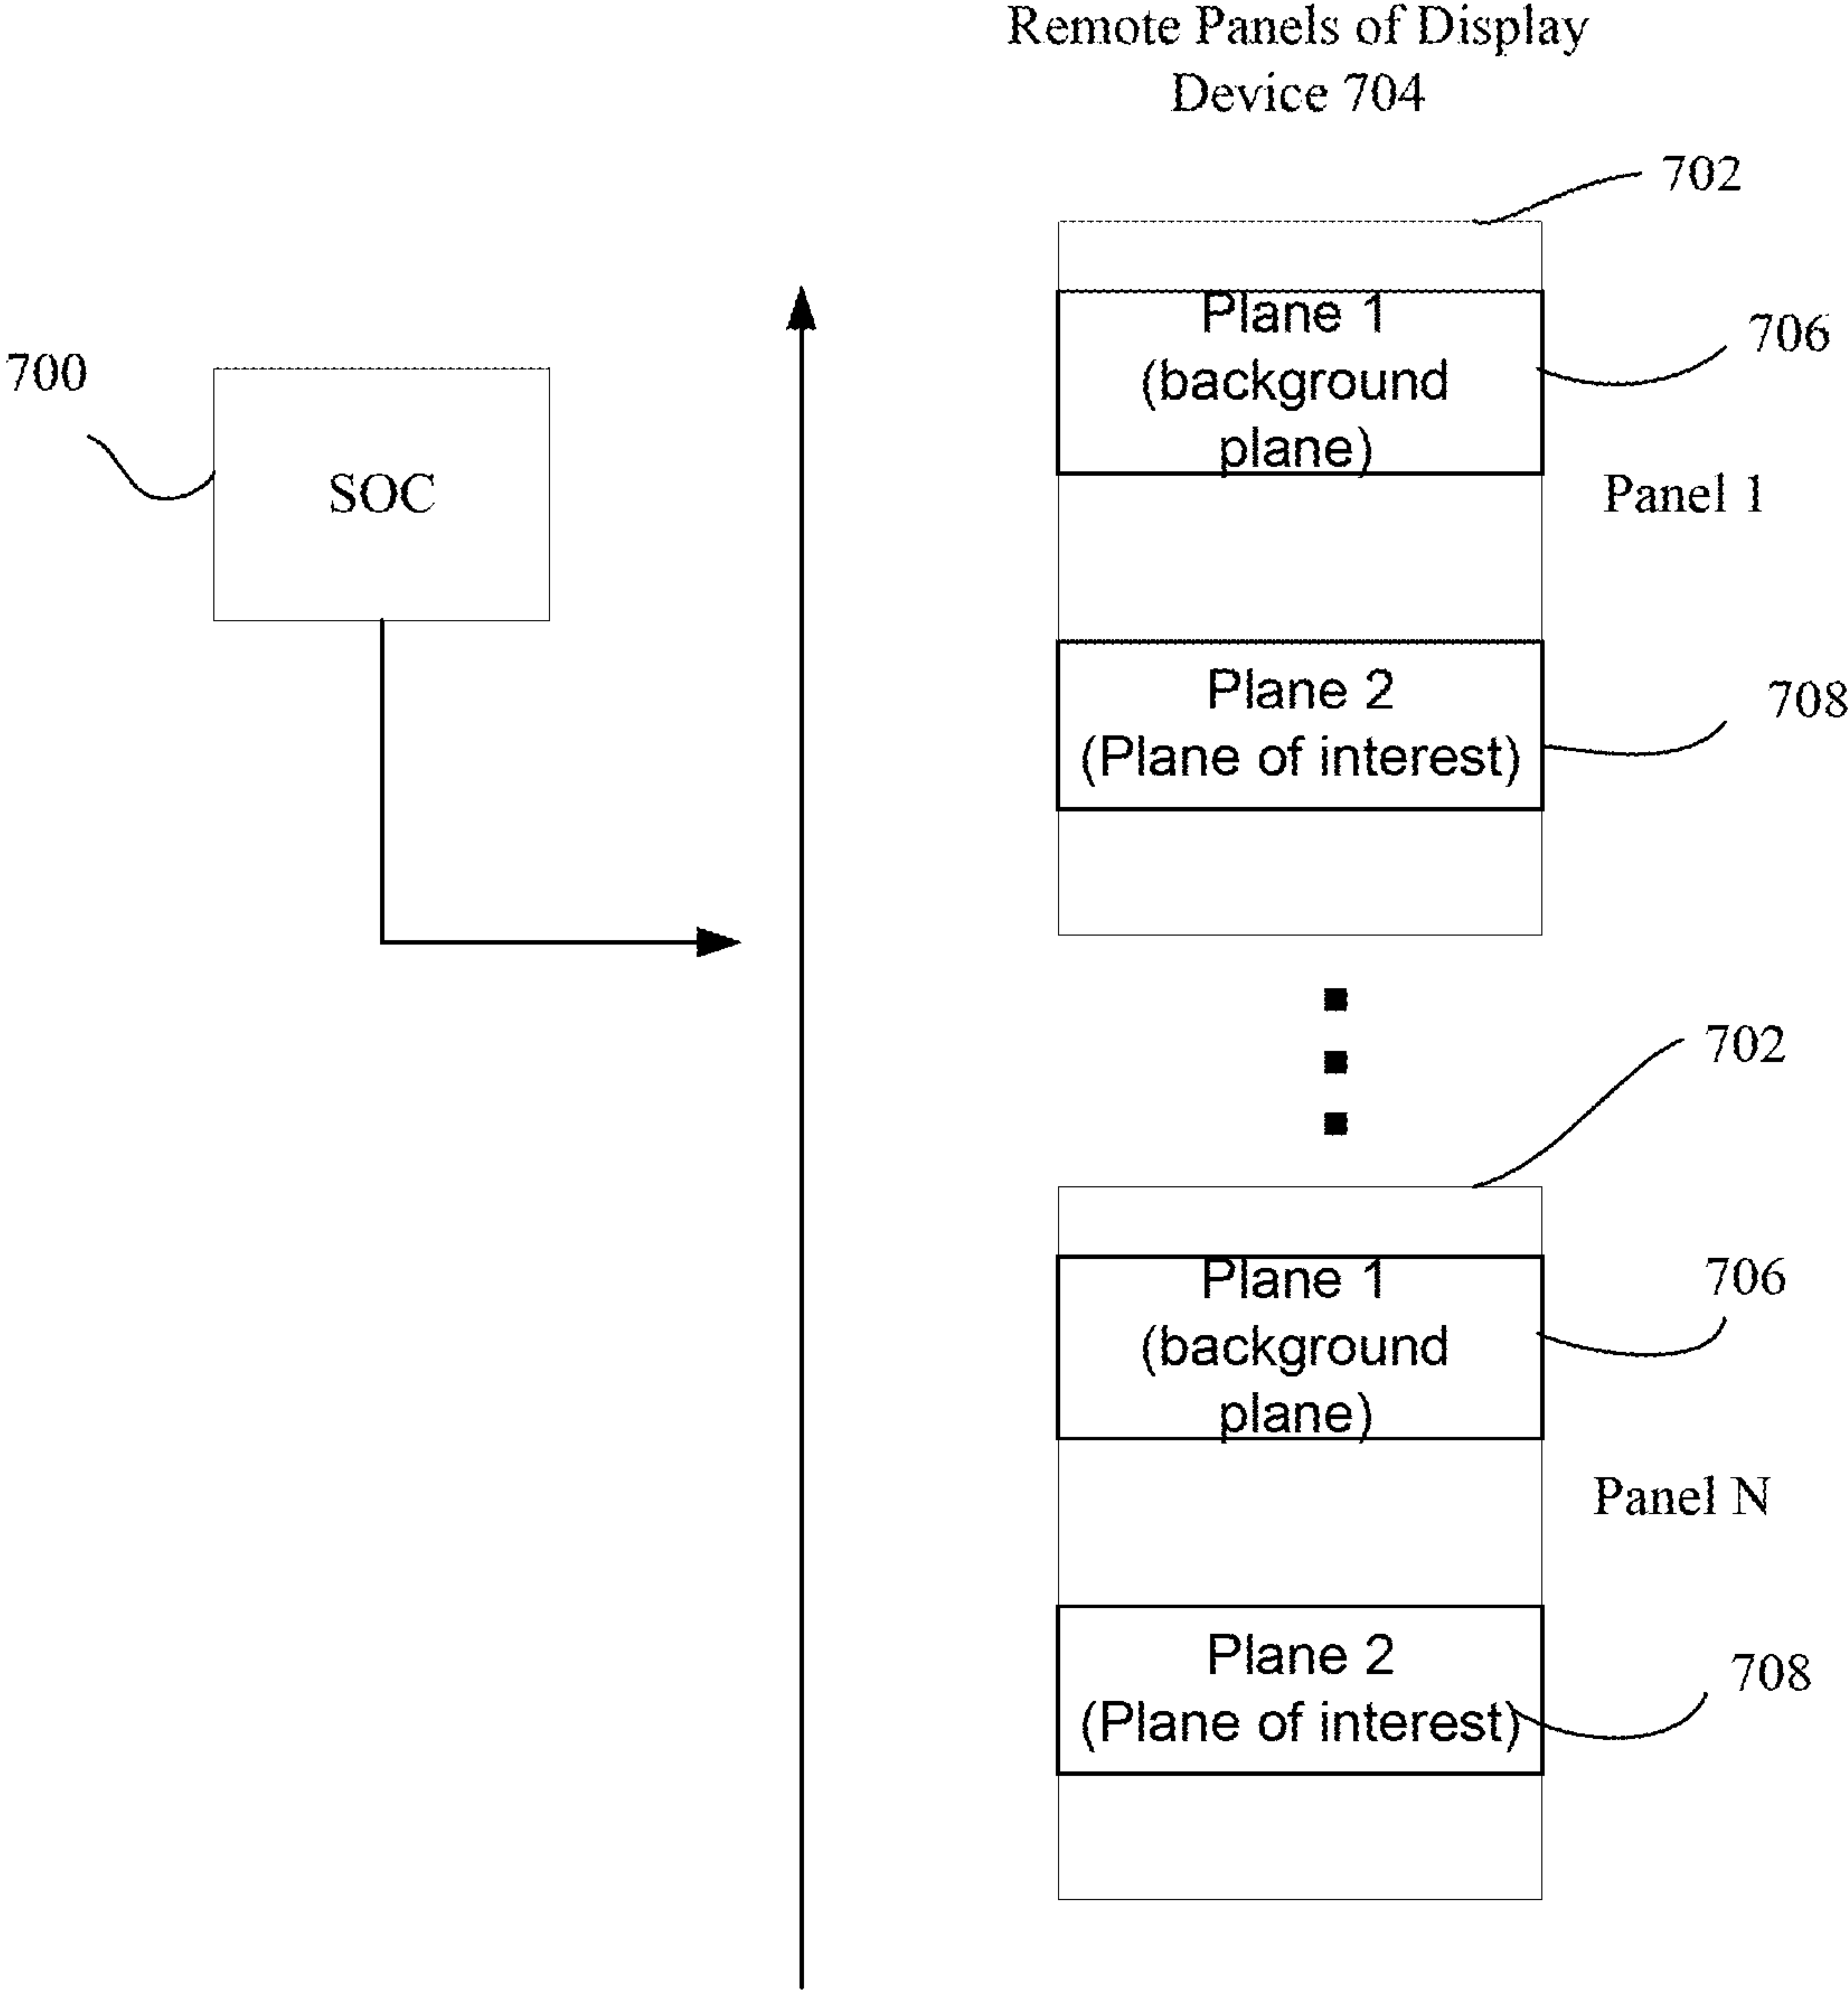 Remote Panels of Display
Device 704
702
Plane 1
(background
plane)
706
700
SOC
Panel 1
Plane 2
(Plane of interest)
708
702
Plane 1
(background
plane)
706
Panel N
Plane 2
(Plane of interest)
708